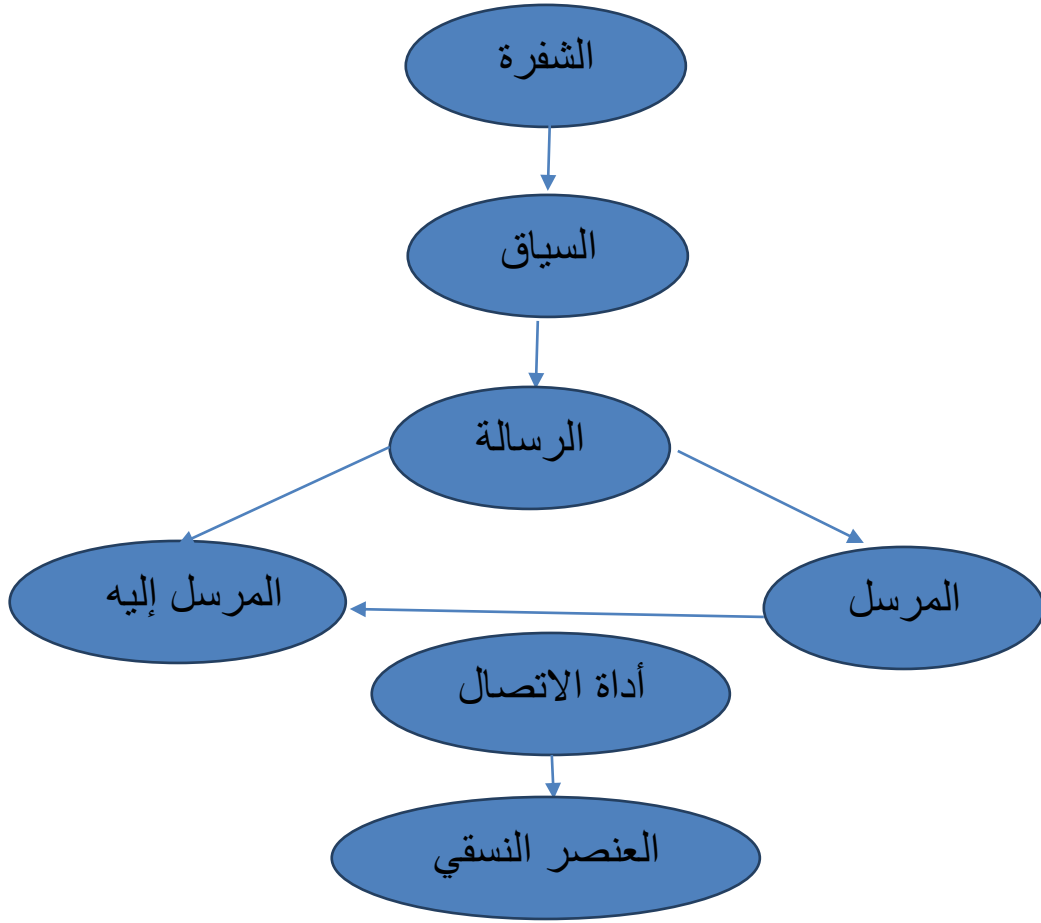 الشفرة
السياق
الرسالة
المرسل
المرسل إليه
أداة الاتصال
العنصر النسقي